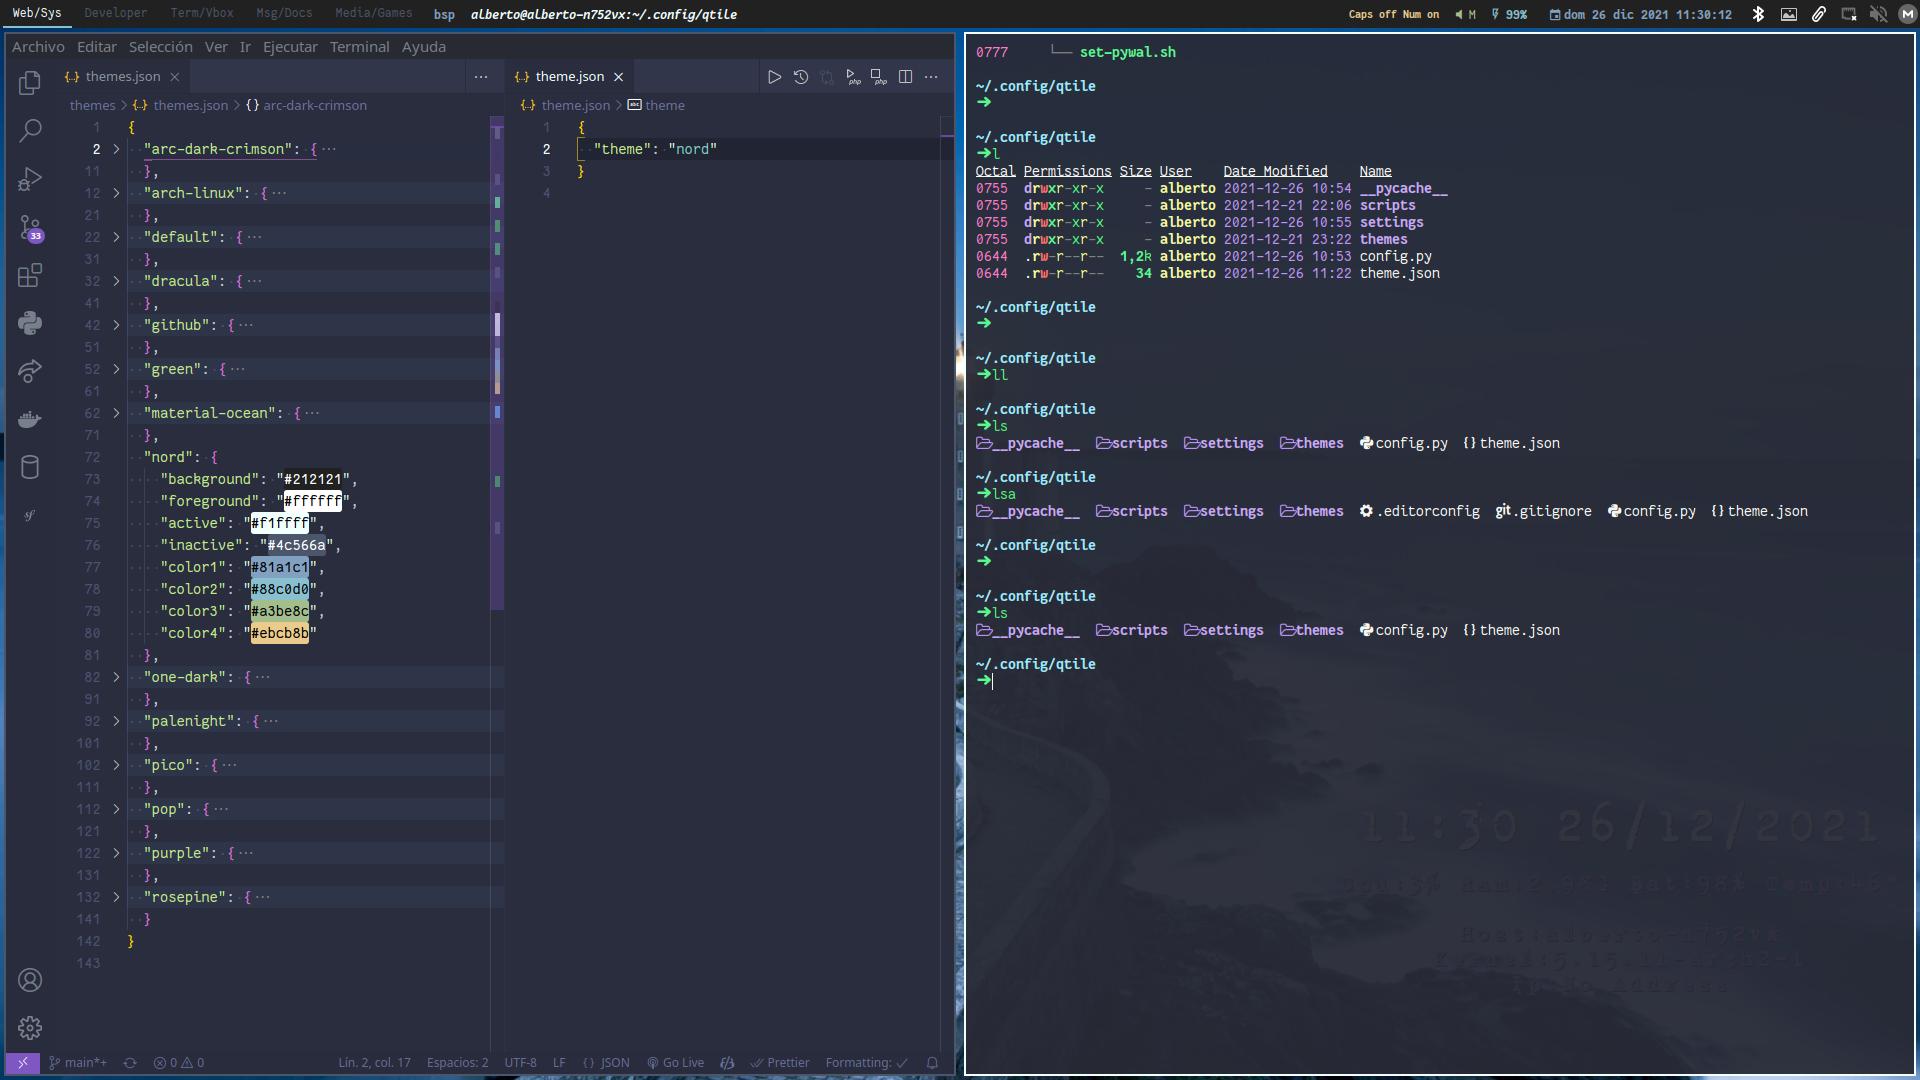 Web/Sys Developer Term/Vbox Msg/Docs Media/Games bsp alberto@alberto-n752vx:~/.config/qtile Caps off Num on M 99% dom 26 dic 2021 11:30:12 M
Archivo Editar Selección Ver Ir Ejecutar Terminal Ayuda
{..} themes.json × ···
themes > {..} themes.json > {} arc-dark-crimson
1 {
2 "arc-dark-crimson": { ···
11 },
12 "arch-linux": { ···
21 },
22 "default": { ···
31 },
32 "dracula": { ···
41 },
42 "github": { ···
51 },
52 "green": { ···
61 },
62 "material-ocean": { ···
71 },
72 "nord": {
73 "background": "#212121",
74 "foreground": "#ffffff",
75 "active": "#f1ffff",
76 "inactive": "#4c566a",
77 "color1": "#81a1c1",
78 "color2": "#88c0d0",
79 "color3": "#a3be8c",
80 "color4": "#ebcb8b"
81 },
82 "one-dark": { ···
91 },
92 "palenight": { ···
101 },
102 "pico": { ···
111 },
112 "pop": { ···
121 },
122 "purple": { ···
131 },
132 "rosepine": { ···
141 }
142 }
143
33
{..} theme.json × php php ···
{..} theme.json > abc theme
1 {
2 "theme": "nord"
3 }
4
main*+ 0 0 Lín. 2, col. 17 Espacios: 2 UTF-8 LF {} JSON Go Live Prettier Formatting: ✓
0777 └── set-pywal.sh
~/.config/qtile
➜
~/.config/qtile
➜l
Octal Permissions Size User Date Modified Name
0755 drwxr-xr-x - alberto 2021-12-26 10:54 __pycache__
0755 drwxr-xr-x - alberto 2021-12-21 22:06 scripts
0755 drwxr-xr-x - alberto 2021-12-26 10:55 settings
0755 drwxr-xr-x - alberto 2021-12-21 23:22 themes
0644 .rw-r--r-- 1,2k alberto 2021-12-26 10:53 config.py
0644 .rw-r--r-- 34 alberto 2021-12-26 11:22 theme.json
~/.config/qtile
➜
~/.config/qtile
➜ll
~/.config/qtile
➜ls
__pycache__ scripts settings themes config.py {} theme.json
~/.config/qtile
➜lsa
__pycache__ scripts settings themes .editorconfig git .gitignore config.py {} theme.json
~/.config/qtile
➜
~/.config/qtile
➜ls
__pycache__ scripts settings themes config.py {} theme.json
~/.config/qtile
➜
11:30 26/12/2021